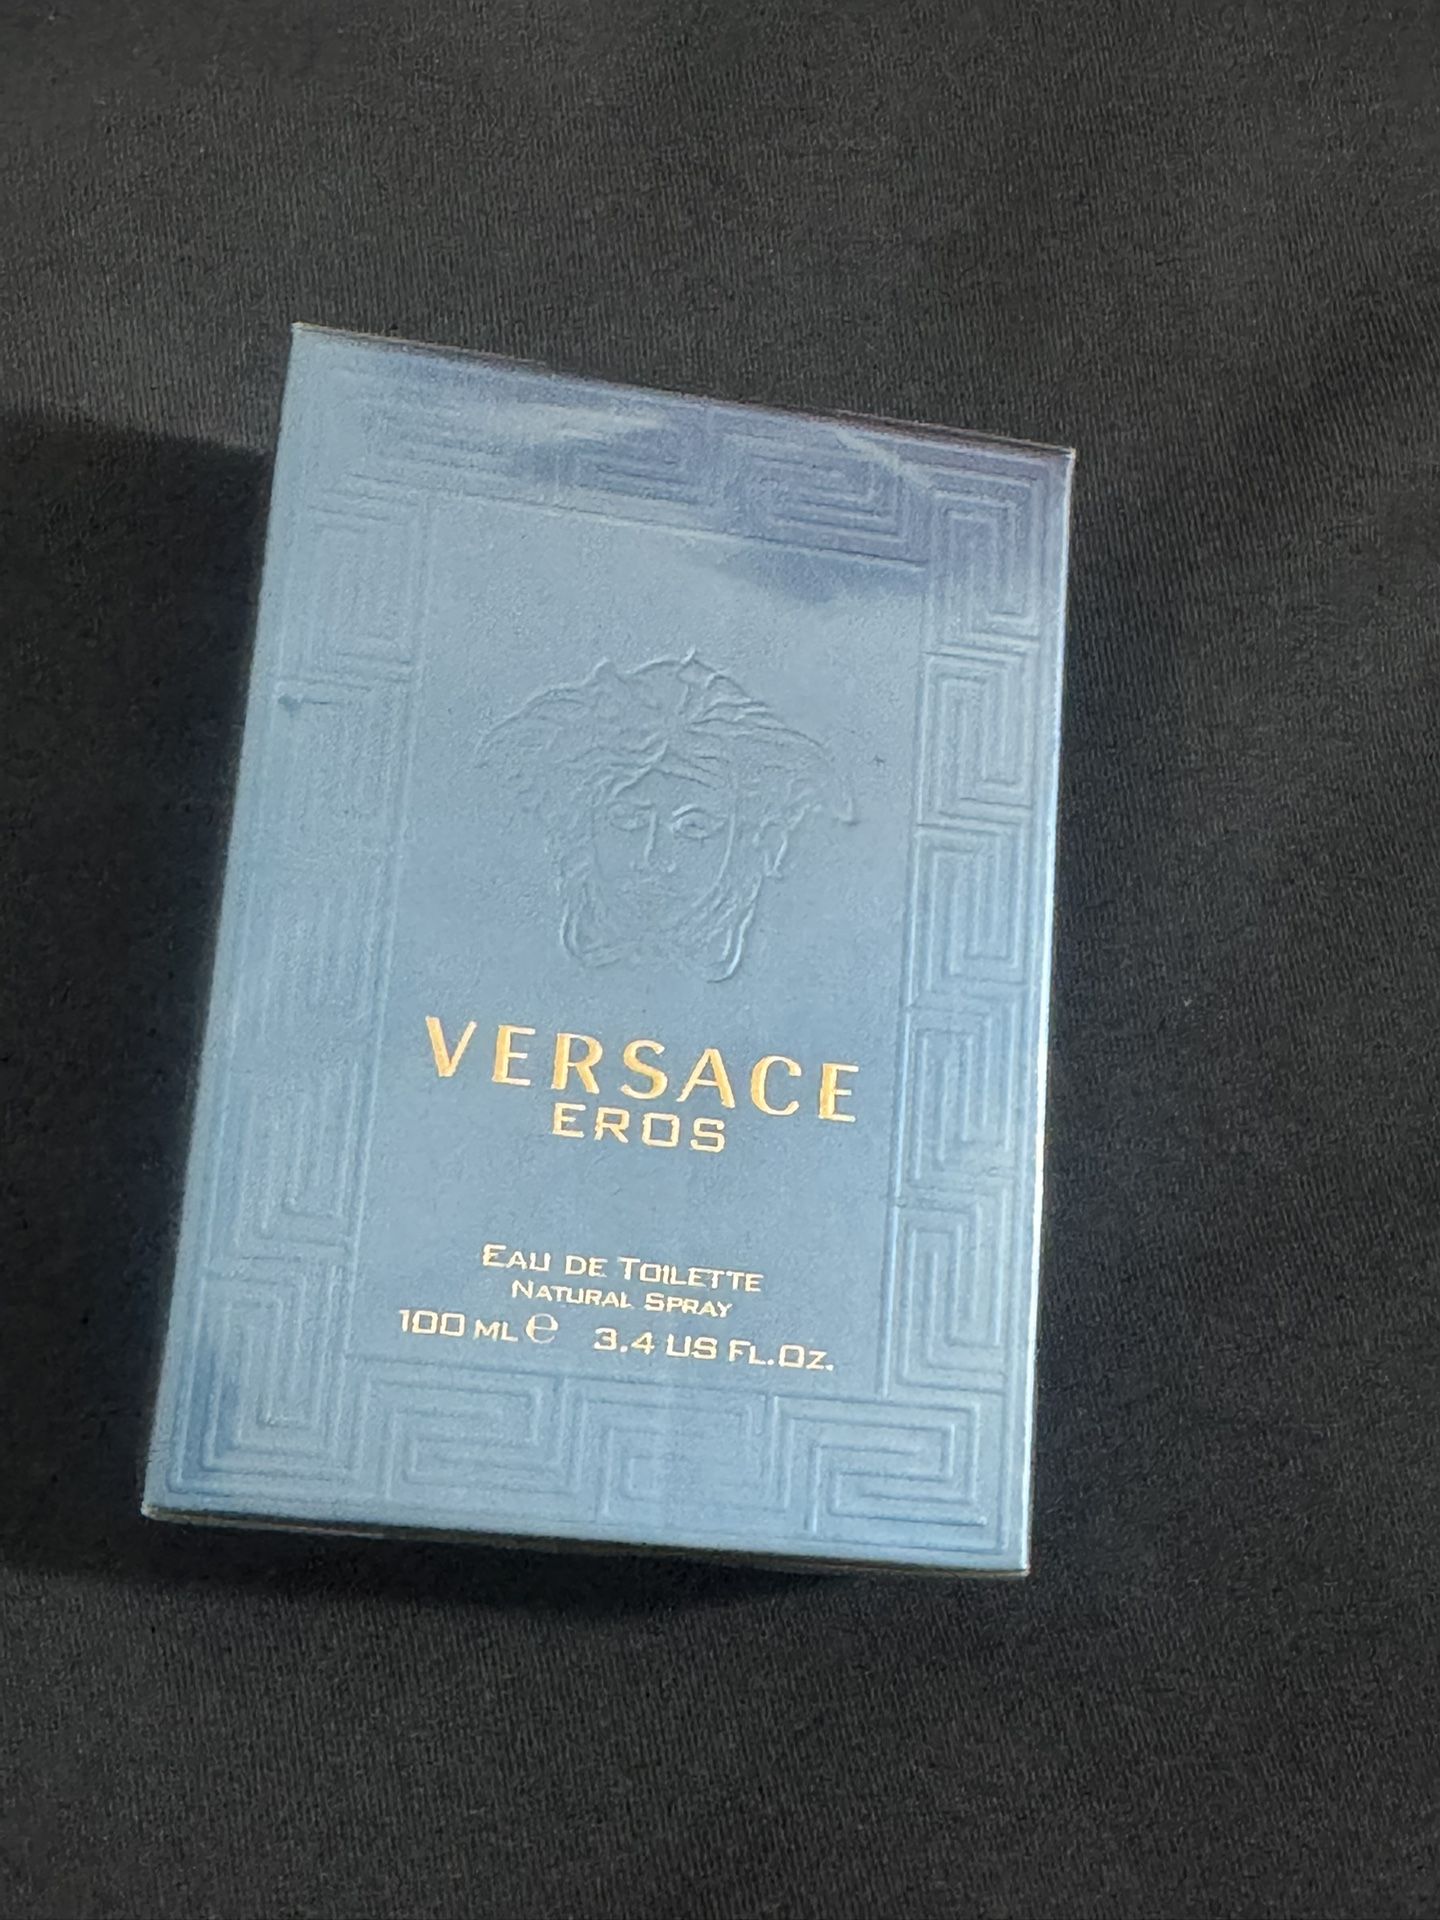 VERSACE
EROS
EAU DE TOILETTE
NATURAL SPRAY
100 ML ℮ 3.4 US FL.OZ.